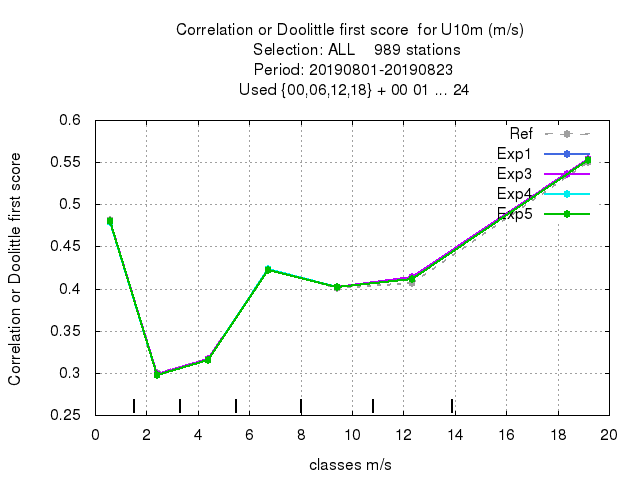 Correlation or Doolittle first score  for U10m (m/s)
Selection: ALL    989 stations
Period: 20190801-20190823
Used {00,06,12,18} + 00 01 ... 24
Correlation or Doolittle first score
0.6
0.55
0.5
0.45
0.4
0.35
0.3
0.25
Ref
Exp1
Exp3
Exp4
Exp5
0 2 4 6 8 10 12 14 16 18 20
classes m/s